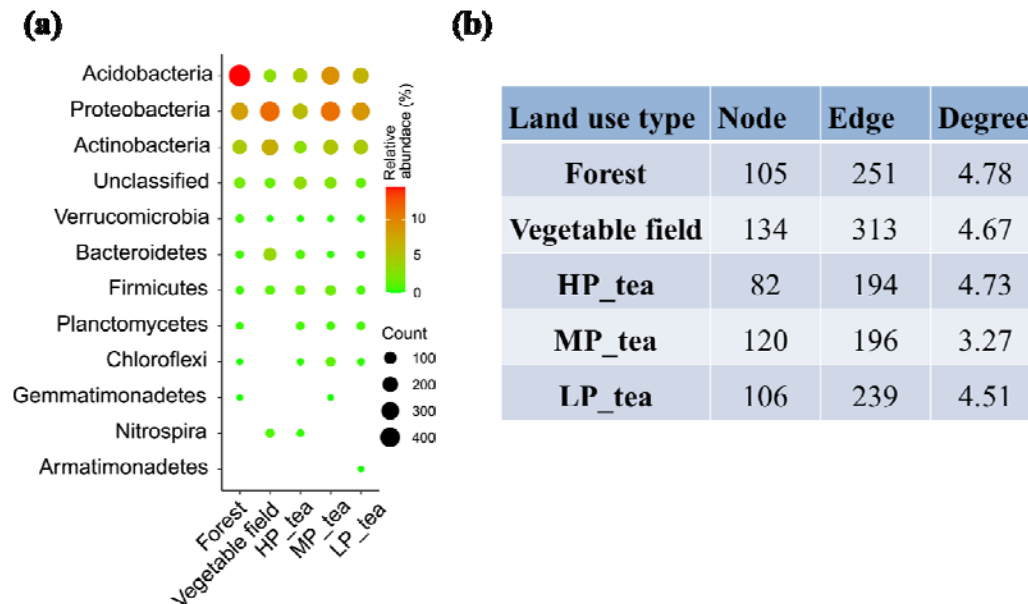 (a)
Acidobacteria
Proteobacteria
Actinobacteria
Unclassified
Verrucomicrobia
Bacteroidetes
Firmicutes
Planctomycetes
Chloroflexi
Gemmatimonadetes
Nitrospira
Armatimonadetes
Forest
Vegetable field
HP_tea
MP_tea
LP_tea
Relative
abundace (%)
10
5
0
Count
100
200
300
400
(b)
Land use type Node Edge Degree
Forest 105 251 4.78
Vegetable field 134 313 4.67
HP_tea 82 194 4.73
MP_tea 120 196 3.27
LP_tea 106 239 4.51